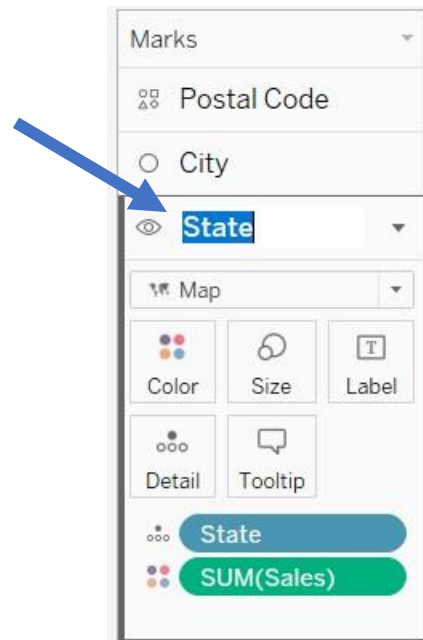 Marks
Postal Code
City
State
Map
Color Size Label
Detail Tooltip
State
SUM(Sales)